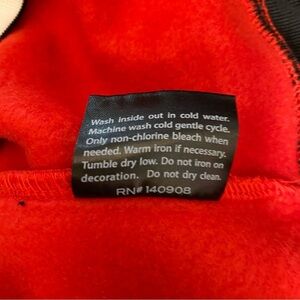 Wash inside out in cold water.
Machine wash cold gentle cycle.
Only non-chlorine bleach when
needed. Warm iron if necessary.
Tumble dry low. Do not iron on
decoration. Do not dry clean.
RN# 140908